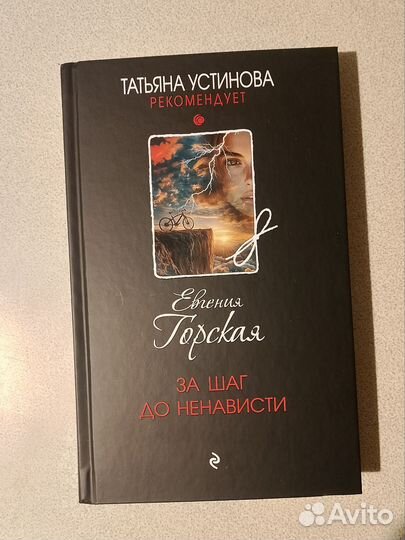 ТАТЬЯНА УСТИНОВА
РЕКОМЕНДУЕТ
Евгения
Горская
ЗА ШАГ
ДО НЕНАВИСТИ
Avito